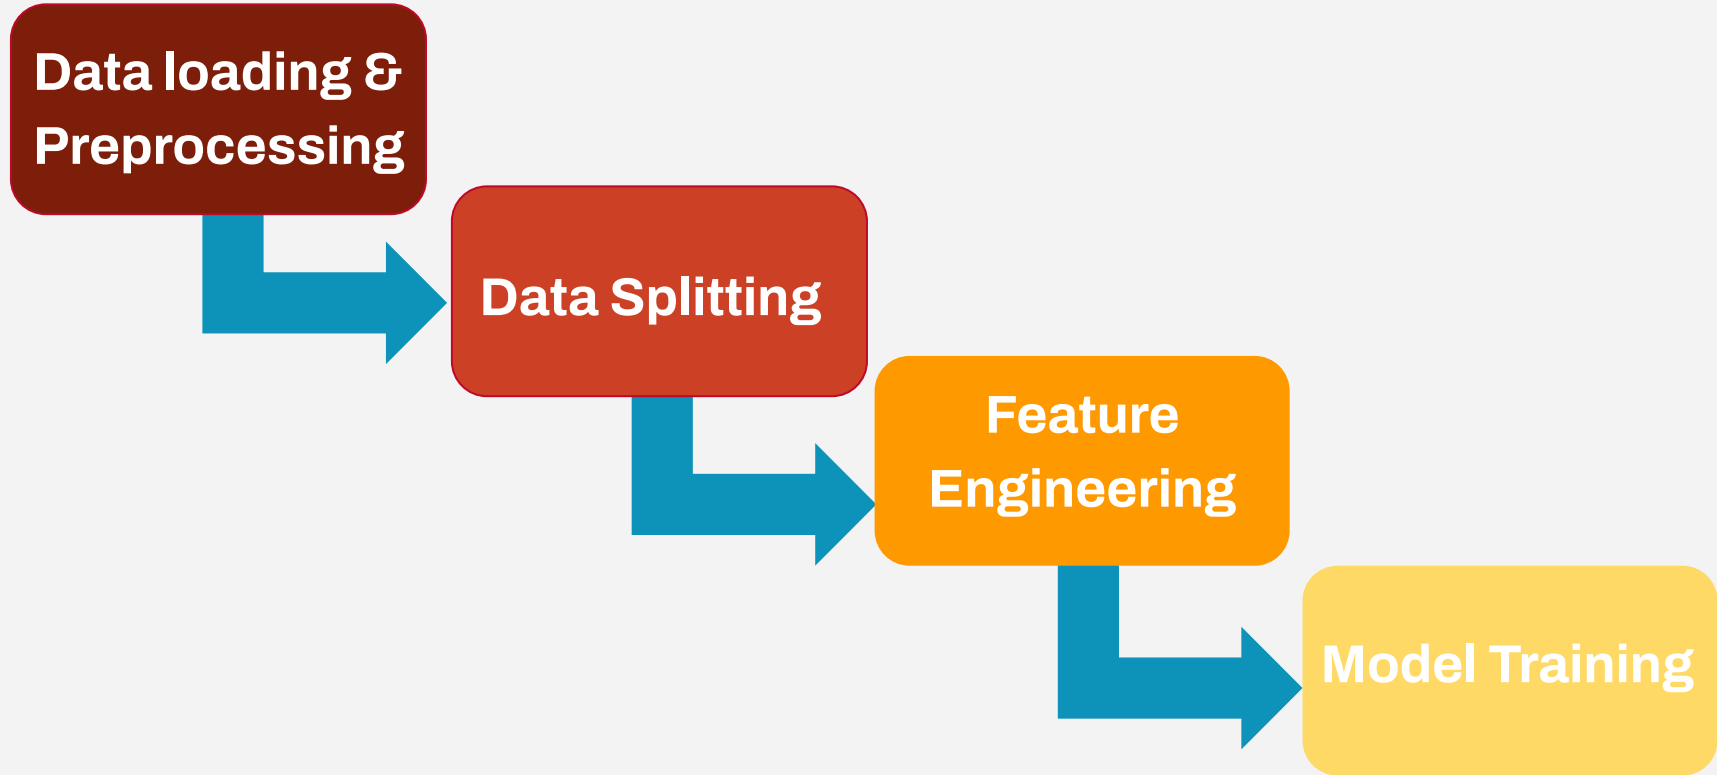 Data loading &
Preprocessing
Data Splitting
Feature
Engineering
Model Training